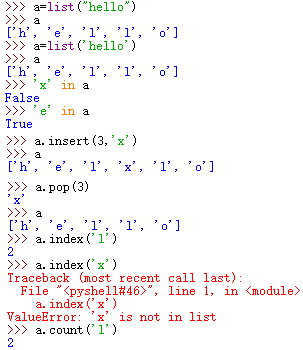 >>> a=list("hello")
>>> a
['h', 'e', 'l', 'l', 'o']
>>> a=list('hello')
>>> a
['h', 'e', 'l', 'l', 'o']
>>> 'x' in a
False
>>> 'e' in a
True
>>> a.insert(3,'x')
>>> a
['h', 'e', 'l', 'x', 'l', 'o']
>>> a.pop(3)
'x'
>>> a
['h', 'e', 'l', 'l', 'o']
>>> a.index('l')
2
>>> a.index('x')
Traceback (most recent call last):
  File "<pyshell#46>", line 1, in <module>
    a.index('x')
ValueError: 'x' is not in list
>>> a.count('l')
2